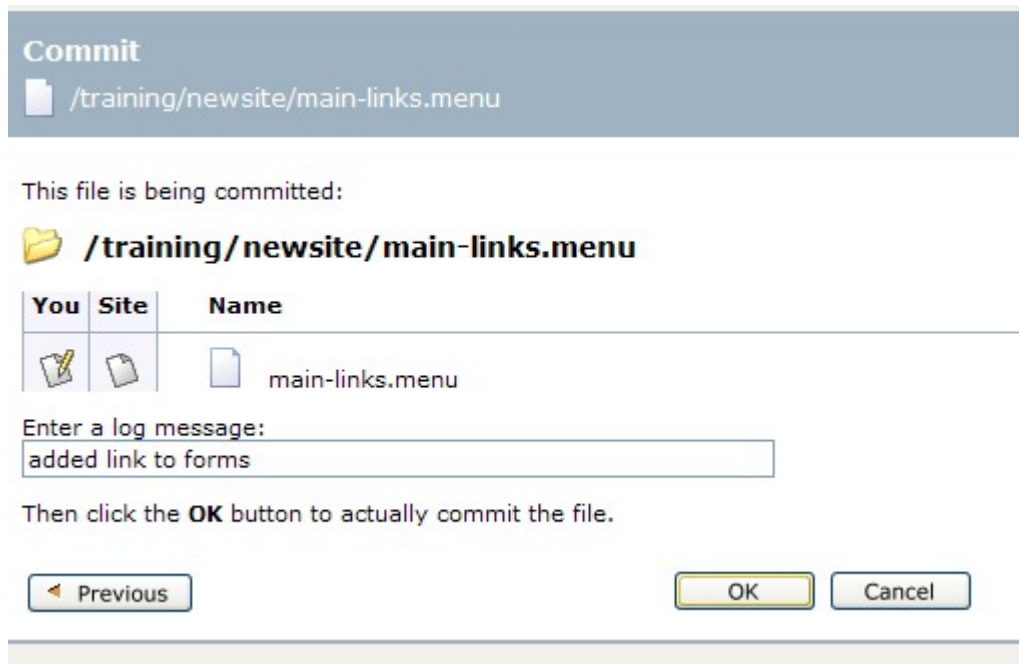 Commit
/training/newsite/main-links.menu
This file is being committed:
/training/newsite/main-links.menu
You Site Name
main-links.menu
Enter a log message:
added link to forms
Then click the OK button to actually commit the file.
Previous OK Cancel